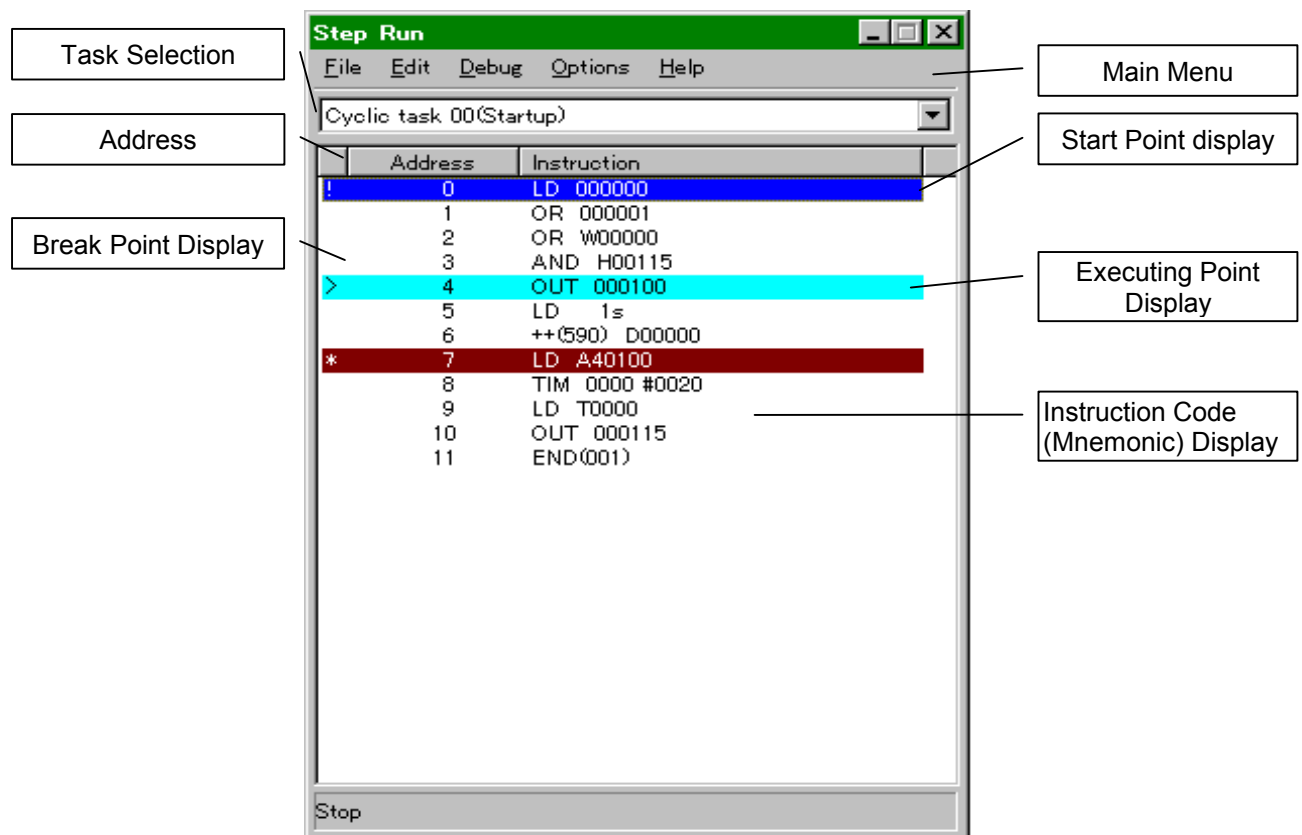 Task Selection
Address
Break Point Display
Step Run
File Edit Debug Options Help
Cyclic task 00(Startup)
Address Instruction
! 0 LD 000000
1 OR 000001
2 OR W00000
3 AND H00115
> 4 OUT 000100
5 LD 1s
6 ++(590) D00000
* 7 LD A40100
8 TIM 0000 #0020
9 LD T0000
10 OUT 000115
11 END(001)
Stop
Main Menu
Start Point display
Executing Point
Display
Instruction Code
(Mnemonic) Display